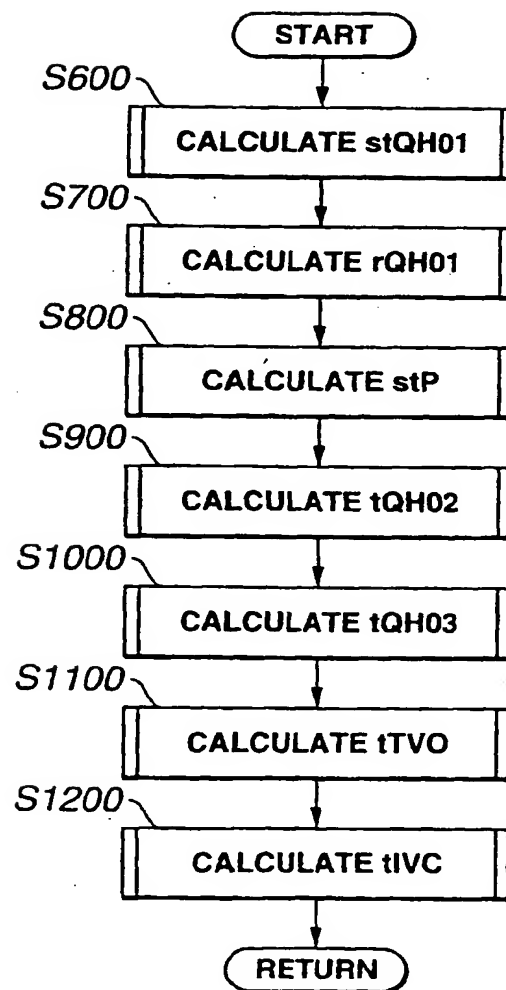 START
S600
CALCULATE stQH01
S700
CALCULATE rQH01
S800
CALCULATE stP
S900
CALCULATE tQH02
S1000
CALCULATE tQH03
S1100
CALCULATE tTVO
S1200
CALCULATE tIVC
RETURN